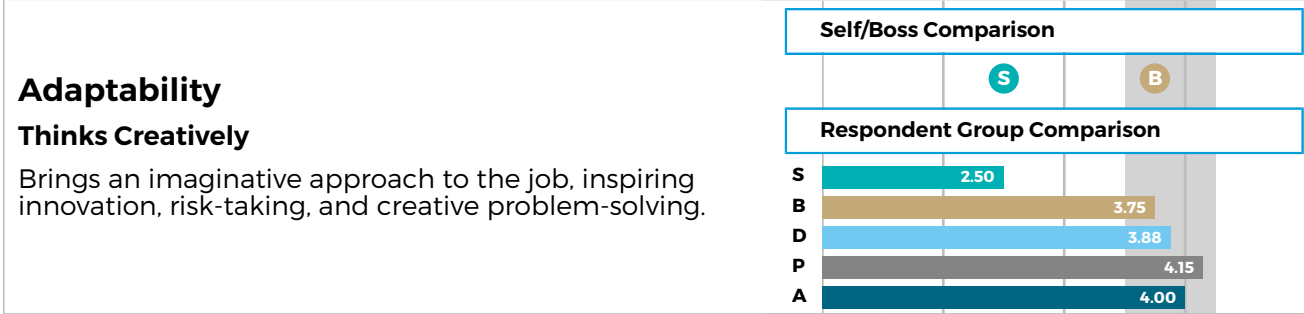 Adaptability
Thinks Creatively
Brings an imaginative approach to the job, inspiring
innovation, risk-taking, and creative problem-solving.
Self/Boss Comparison
S B
Respondent Group Comparison
S 2.50
B 3.75
D 3.88
P 4.15
A 4.00